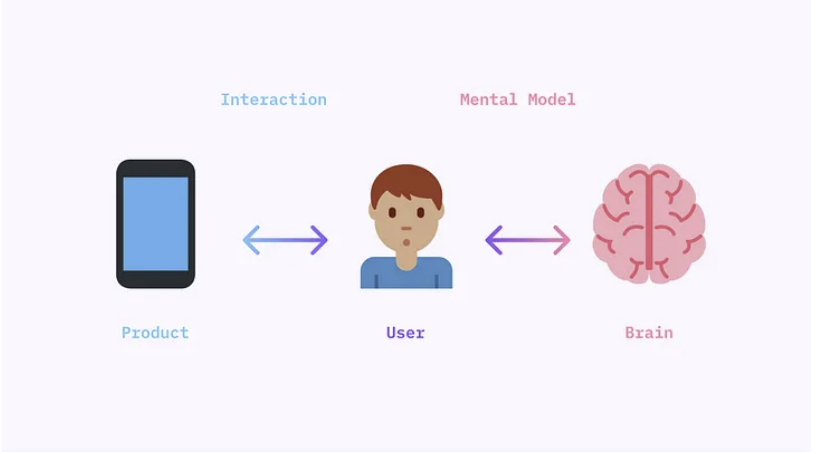 Interaction
Mental Model
Product
User
Brain